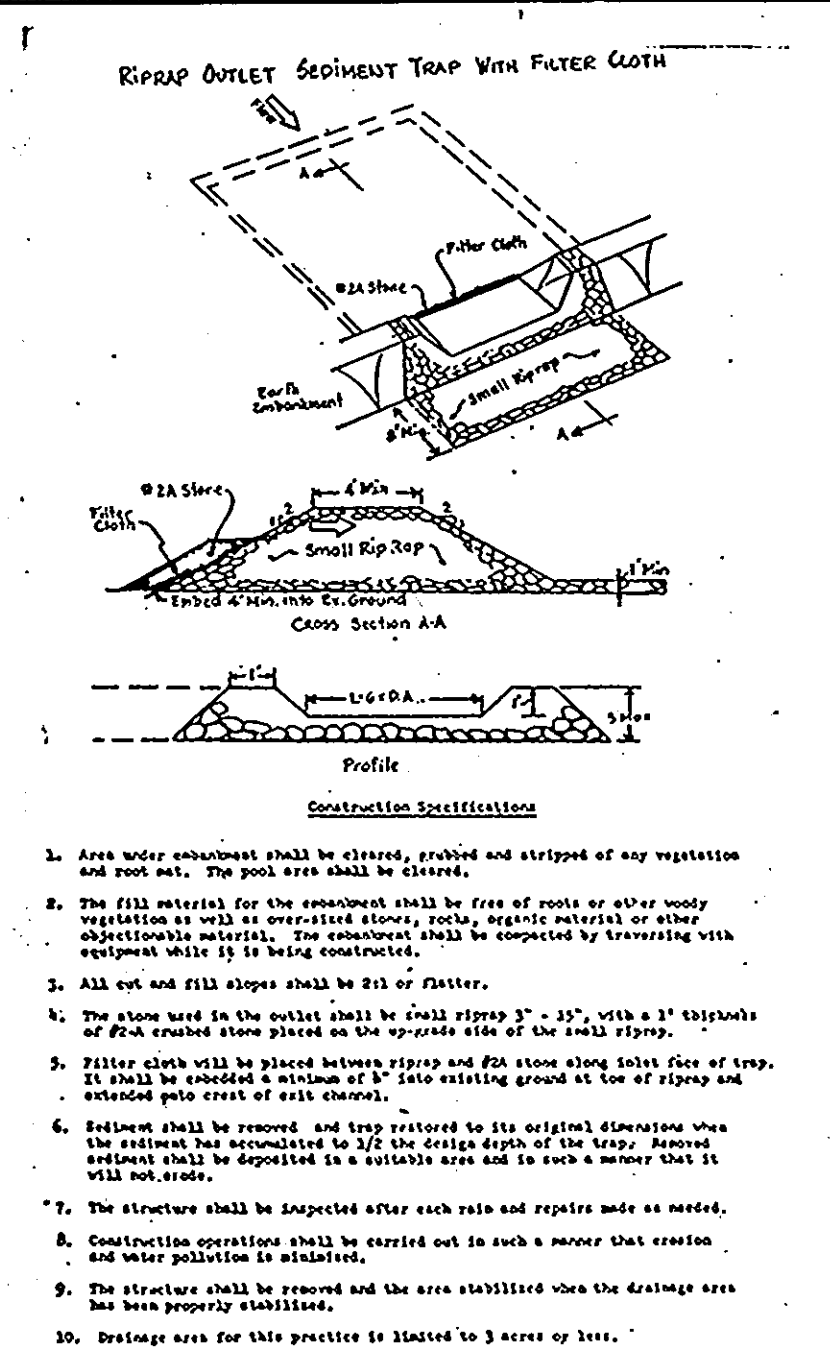 RIPRAP OUTLET SEDIMENT TRAP WITH FILTER CLOTH
Flow
A
Filter Cloth
#2A Stone
Earth
Embankment
Small Riprap
Min.
A
#2A Stone
4' Min
2
2
Filter
Cloth
Small Rip Rap
1' Min
Embed 4" Min. into Ex. Ground
Cross Section A-A
1'
L=6xD.A.
1'
5 Max
Profile
Construction Specifications
1. Area under embankment shall be cleared, grubbed and stripped of any vegetation
and root mat. The pool area shall be cleared.
2. The fill material for the embankment shall be free of roots or other woody
vegetation as well as over-sized stones, rocks, organic material or other
objectionable material. The embankment shall be compacted by traversing with
equipment while it is being constructed.
3. All cut and fill slopes shall be 2:1 or flatter.
4. The stone used in the outlet shall be small riprap 3" - 15", with a 1' thickness
of #2-A crushed stone placed on the up-grade side of the small riprap.
5. Filter cloth will be placed between riprap and #2A stone along inlet face of trap.
It shall be embedded a minimum of 4" into existing ground at toe of riprap and
extended onto crest of exit channel.
6. Sediment shall be removed and trap restored to its original dimensions when
the sediment has accumulated to 1/2 the design depth of the trap. Removed
sediment shall be deposited in a suitable area and in such a manner that it
will not erode.
7. The structure shall be inspected after each rain and repairs made as needed.
8. Construction operations shall be carried out in such a manner that erosion
and water pollution is minimized.
9. The structure shall be removed and the area stabilized when the drainage area
has been properly stabilized.
10. Drainage area for this practice is limited to 3 acres or less.